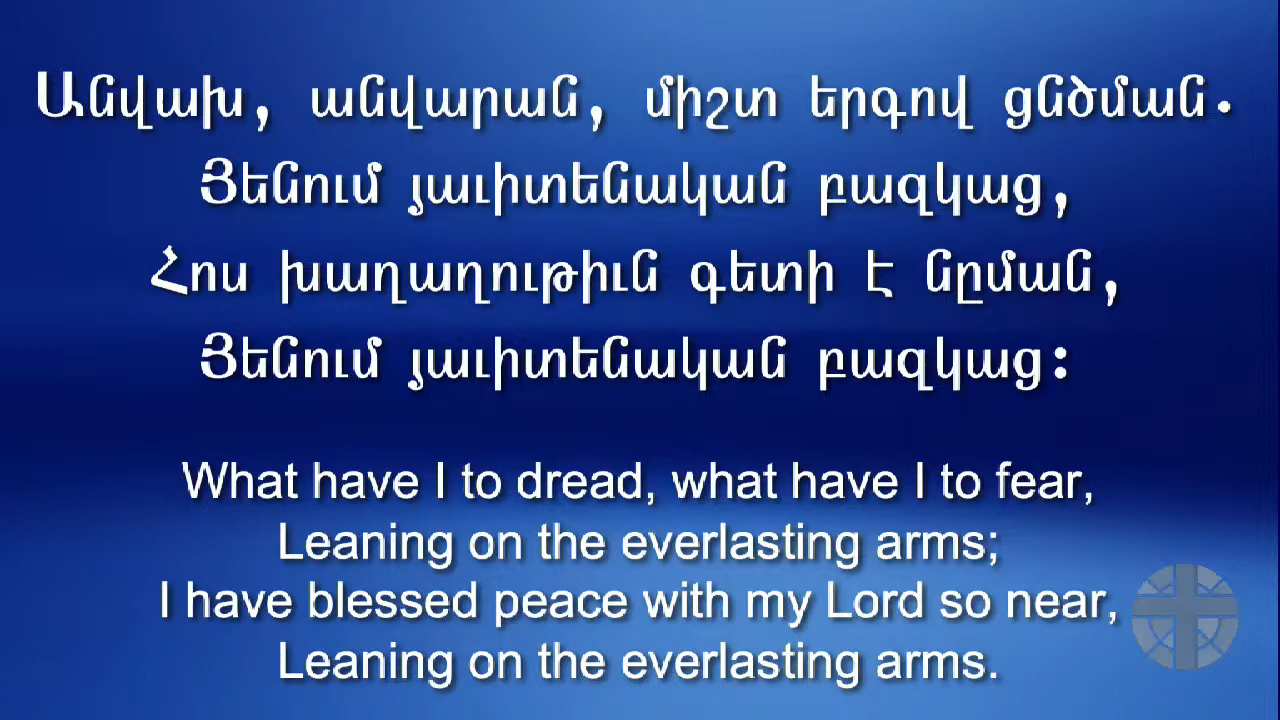 Անվախ, անվարան, միշտ երգով ցնծման.
Յենում յաւիտենական բազկաց,
Հոս խաղաղութիւն գետի է նըման,
Յենում յաւիտենական բազկաց:
What have I to dread, what have I to fear,
Leaning on the everlasting arms;
I have blessed peace with my Lord so near,
Leaning on the everlasting arms.